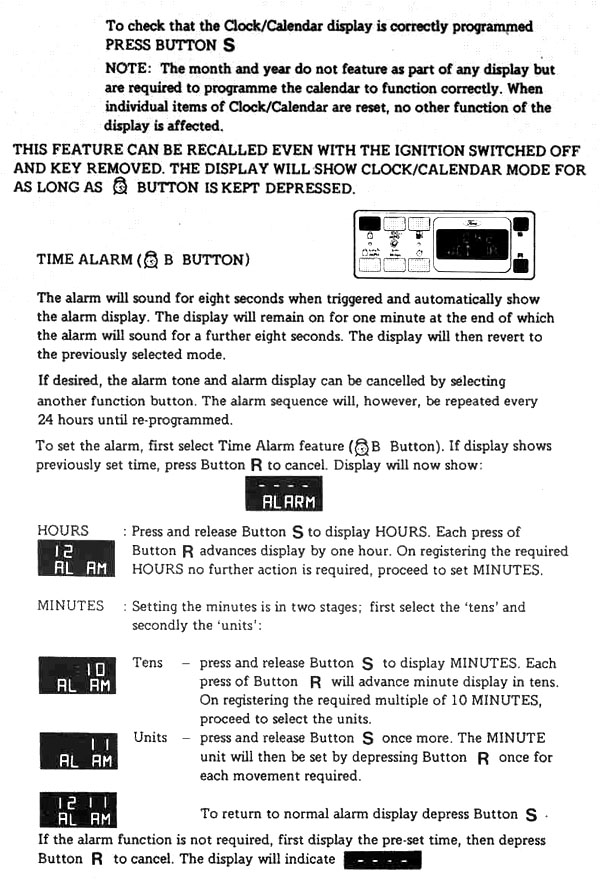 To check that the Clock/Calendar display is correctly programmed
PRESS BUTTON S
NOTE: The month and year do not feature as part of any display but
are required to programme the calendar to function correctly. When
individual items of Clock/Calendar are reset, no other function of the
display is affected.
THIS FEATURE CAN BE RECALLED EVEN WITH THE IGNITION SWITCHED OFF
AND KEY REMOVED. THE DISPLAY WILL SHOW CLOCK/CALENDAR MODE FOR
AS LONG AS BUTTON IS KEPT DEPRESSED.
TIME ALARM ( B BUTTON)
The alarm will sound for eight seconds when triggered and automatically show
the alarm display. The display will remain on for one minute at the end of which
the alarm will sound for a further eight seconds. The display will then revert to
the previously selected mode.
If desired, the alarm tone and alarm display can be cancelled by selecting
another function button. The alarm sequence will, however, be repeated every
24 hours until re-programmed.
To set the alarm, first select Time Alarm feature ( B Button). If display shows
previously set time, press Button R to cancel. Display will now show:
- - - -
ALARM
HOURS : Press and release Button S to display HOURS. Each press of
12 Button R advances display by one hour. On registering the required
AL AM HOURS no further action is required, proceed to set MINUTES.
MINUTES : Setting the minutes is in two stages; first select the ‘tens’ and
secondly the ‘units’:
Tens – press and release Button S to display MINUTES. Each
10 press of Button R will advance minute display in tens.
AL AM On registering the required multiple of 10 MINUTES,
proceed to select the units.
Units – press and release Button S once more. The MINUTE
11 unit will then be set by depressing Button R once for
AL AM each movement required.
12 11
AL AM To return to normal alarm display depress Button S .
If the alarm function is not required, first display the pre-set time, then depress
Button R to cancel. The display will indicate - - - -